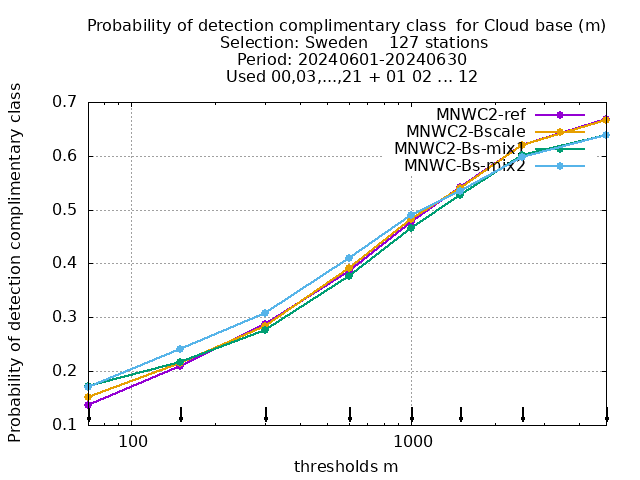 Probability of detection complimentary class  for Cloud base (m)
Selection: Sweden    127 stations
Period: 20240601-20240630
Used 00,03,...,21 + 01 02 ... 12
Probability of detection complimentary class
0.7
0.6
0.5
0.4
0.3
0.2
0.1
MNWC2-ref
MNWC2-Bscale
MNWC2-Bs-mix1
MNWC-Bs-mix2
100
1000
thresholds m